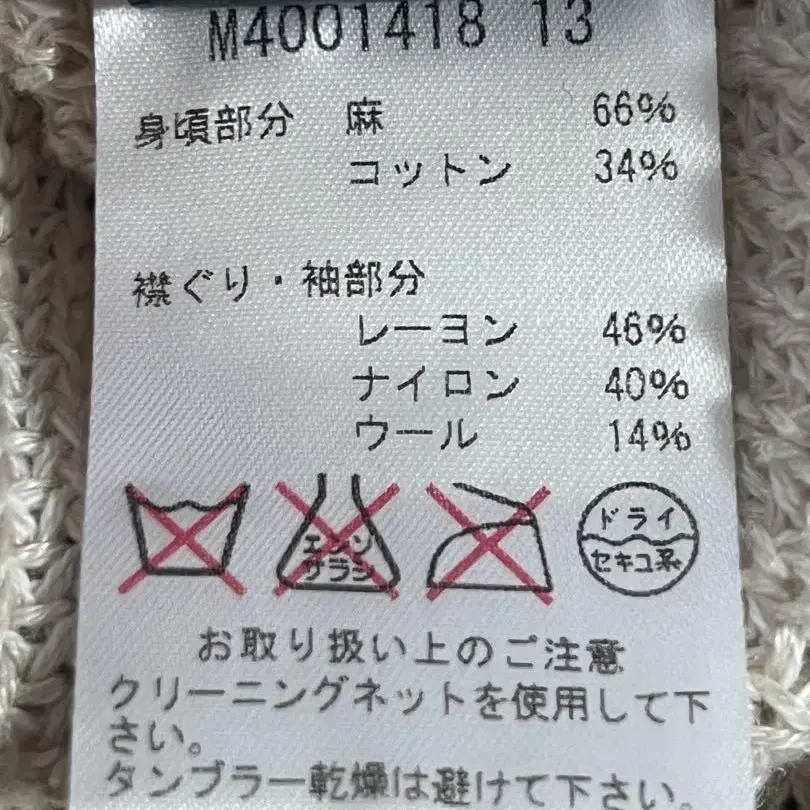 M4001418 13
身頃部分 麻 66%
コットン 34%
襟ぐり・袖部分
レーヨン 46%
ナイロン 40%
ウール 14%
エンソ
サラシ
ドライ
セキユ系
お取り扱い上のご注意
クリーニングネットを使用して下
さい。
タンブラー乾燥は避けて下さい